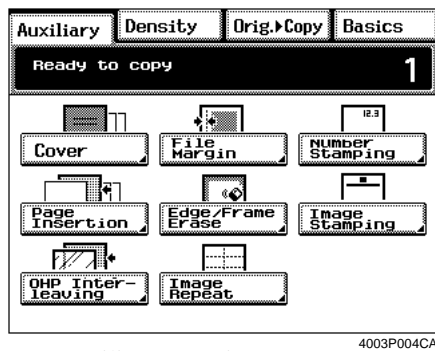 Auxiliary Density Orig.▸Copy Basics
Ready to copy 1
12.3
Cover File Margin Number Stamping
Page Insertion Edge/Frame Erase Image Stamping
OHP Inter-leaving Image Repeat
4003P004CA